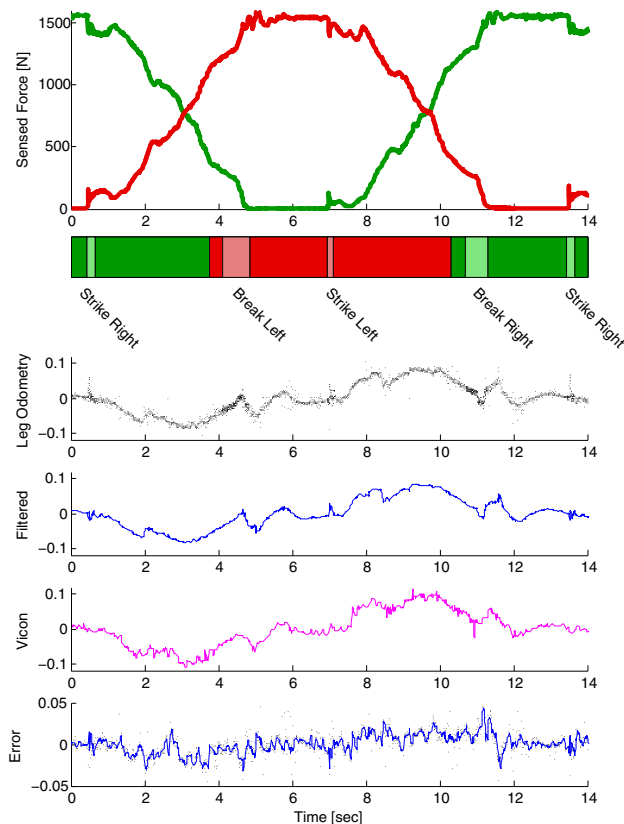 Sensed Force [N]
1500
1000
500
0
0 2 4 6 8 10 12 14
Strike Right
Break Left
Strike Left
Break Right
Strike Right
Leg Odometry
0.1
0
−0.1
0 2 4 6 8 10 12 14
Filtered
0.1
0
−0.1
0 2 4 6 8 10 12 14
Vicon
0.1
0
−0.1
0 2 4 6 8 10 12 14
Error
0.05
0
−0.05
0 2 4 6 8 10 12 14
Time [sec]